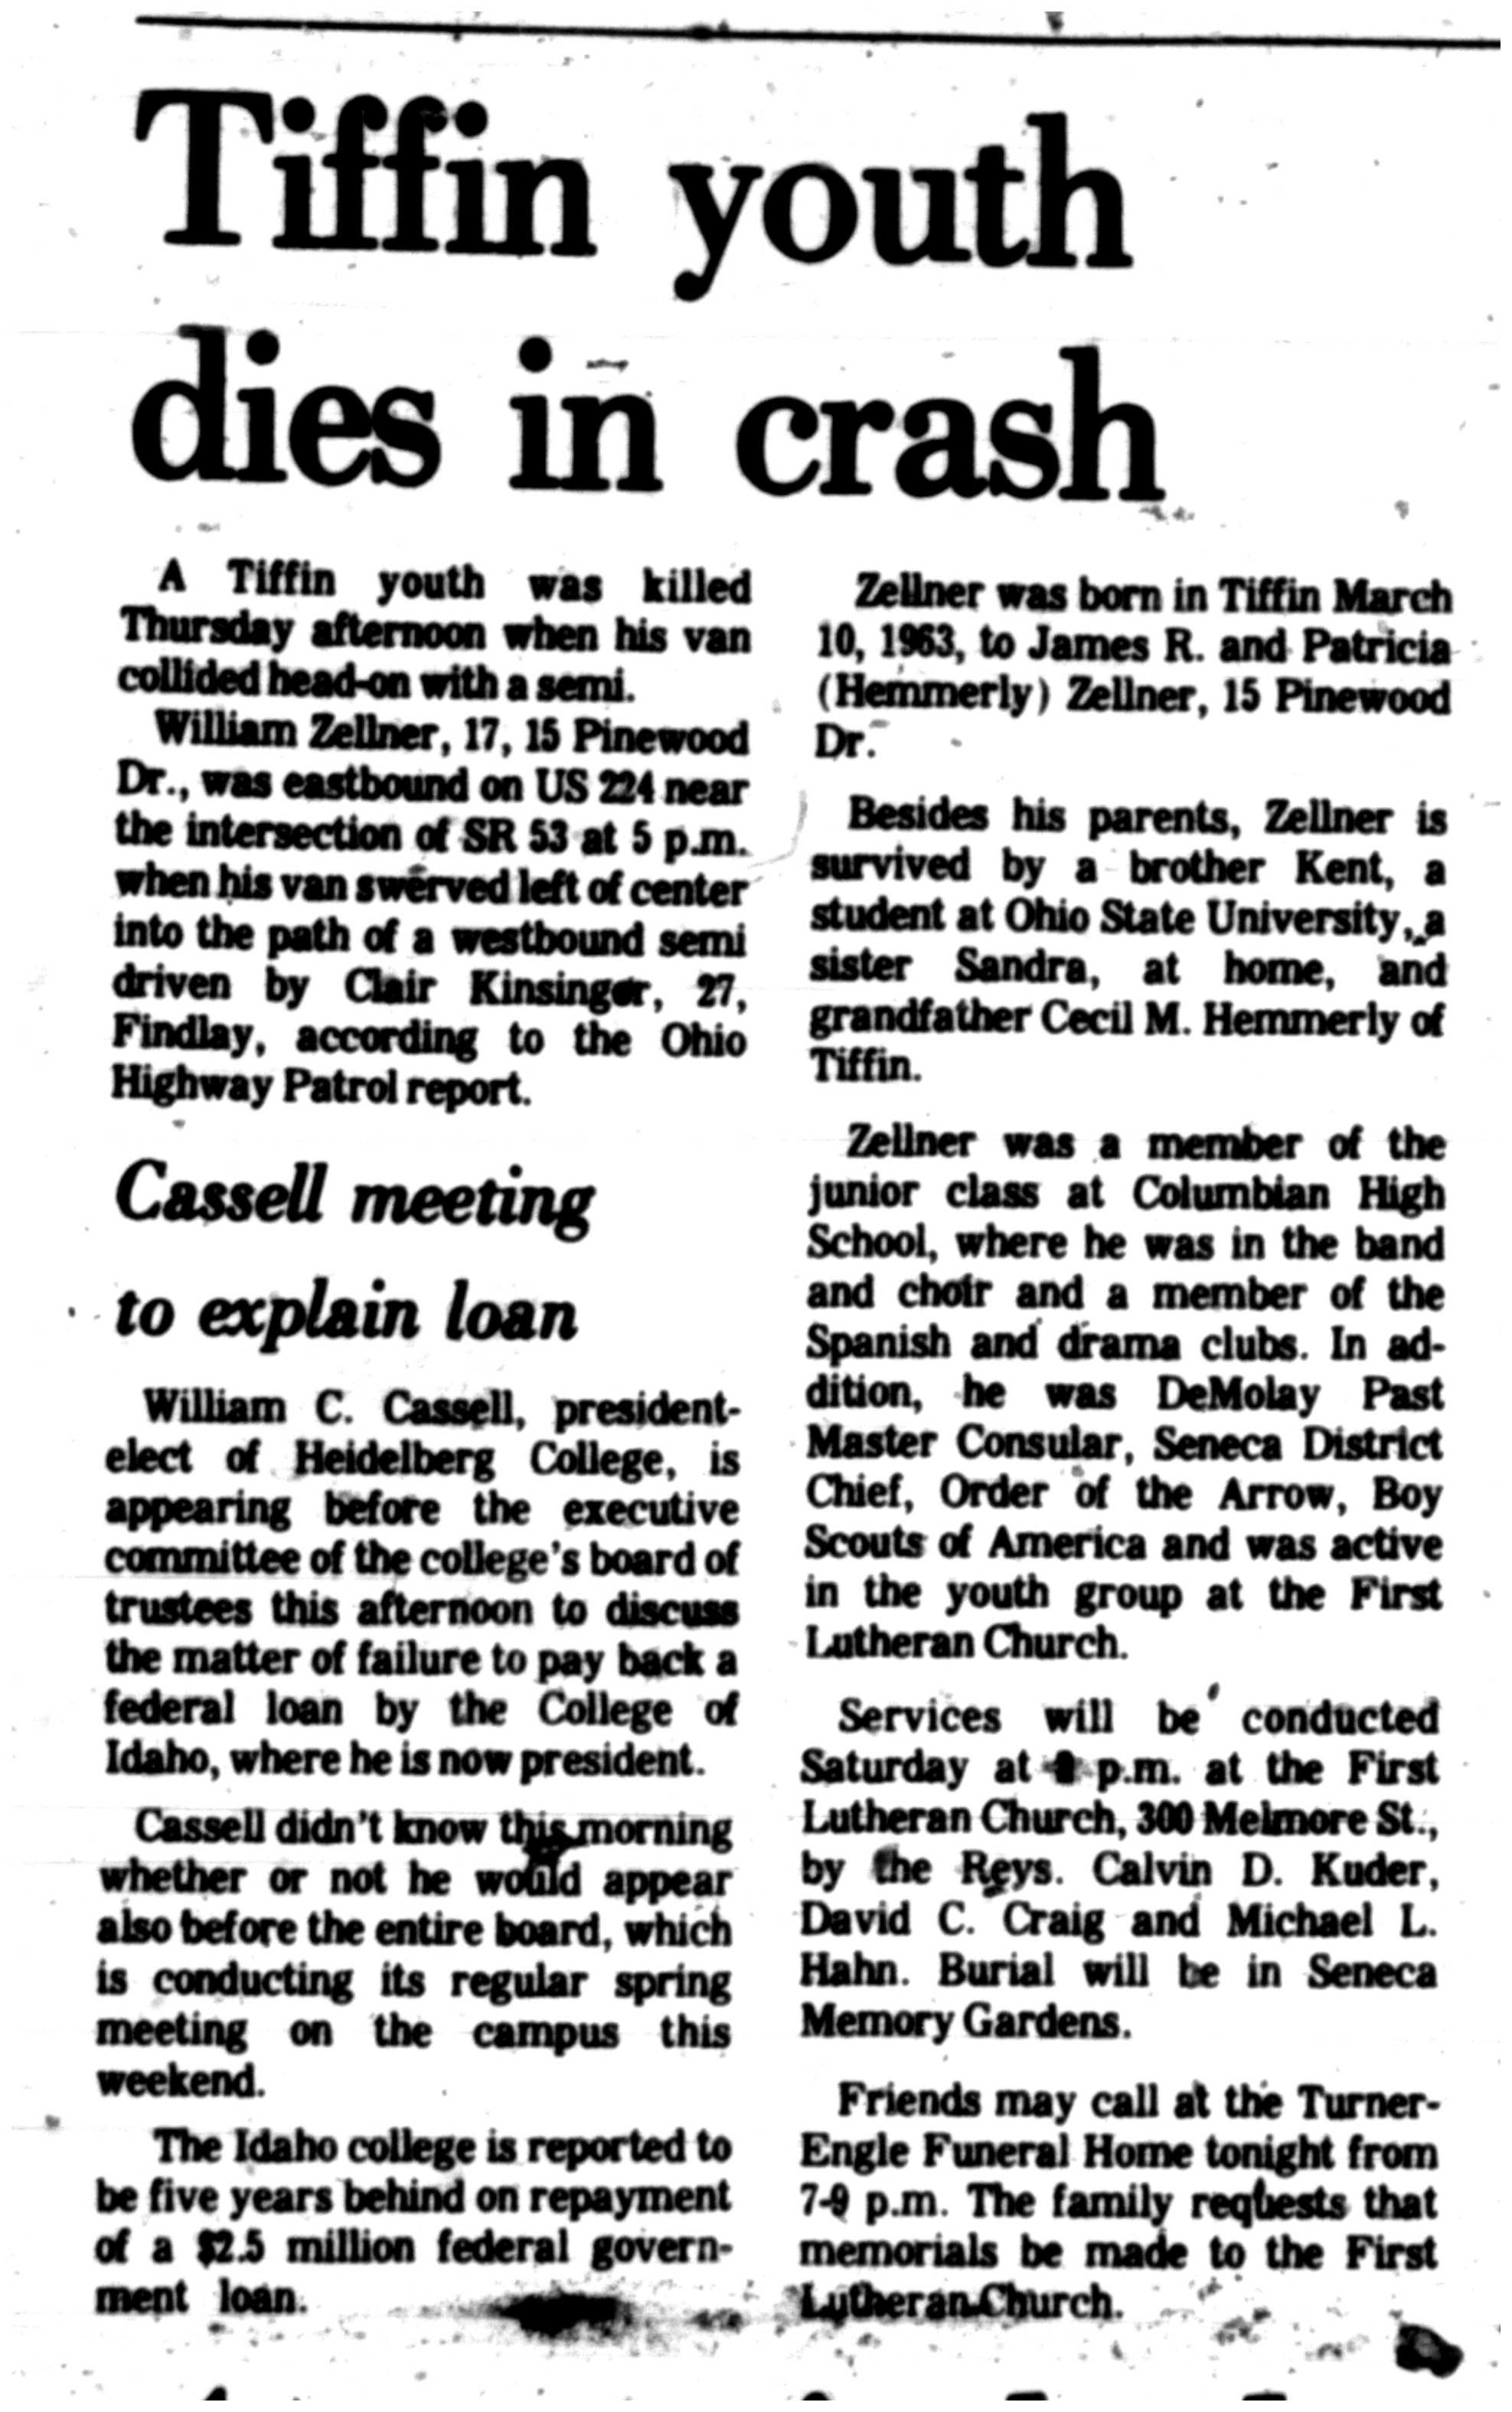 Tiffin youth
dies in crash
A Tiffin youth was killed
Thursday afternoon when his van
collided head-on with a semi.
William Zellner, 17, 15 Pinewood
Dr., was eastbound on US 224 near
the intersection of SR 53 at 5 p.m.
when his van swerved left of center
into the path of a westbound semi
driven by Clair Kinsinger, 27,
Findlay, according to the Ohio
Highway Patrol report.
Zellner was born in Tiffin March
10, 1963, to James R. and Patricia
(Hemmerly) Zellner, 15 Pinewood
Dr.
Besides his parents, Zellner is
survived by a brother Kent, a
student at Ohio State University, a
sister Sandra, at home, and
grandfather Cecil M. Hemmerly of
Tiffin.
Zellner was a member of the
junior class at Columbian High
School, where he was in the band
and choir and a member of the
Spanish and drama clubs. In ad-
dition, he was DeMolay Past
Master Consular, Seneca District
Chief, Order of the Arrow, Boy
Scouts of America and was active
in the youth group at the First
Lutheran Church.
Services will be conducted
Saturday at p.m. at the First
Lutheran Church, 300 Melmore St.,
by the Revs. Calvin D. Kuder,
David C. Craig and Michael L.
Hahn. Burial will be in Seneca
Memory Gardens.
Friends may call at the Turner-
Engle Funeral Home tonight from
7-9 p.m. The family requests that
memorials be made to the First
Lutheran Church.
Cassell meeting
to explain loan
William C. Cassell, president-
elect of Heidelberg College, is
appearing before the executive
committee of the college's board of
trustees this afternoon to discuss
the matter of failure to pay back a
federal loan by the College of
Idaho, where he is now president.
Cassell didn't know this morning
whether or not he would appear
also before the entire board, which
is conducting its regular spring
meeting on the campus this
weekend.
The Idaho college is reported to
be five years behind on repayment
of a $2.5 million federal govern-
ment loan.